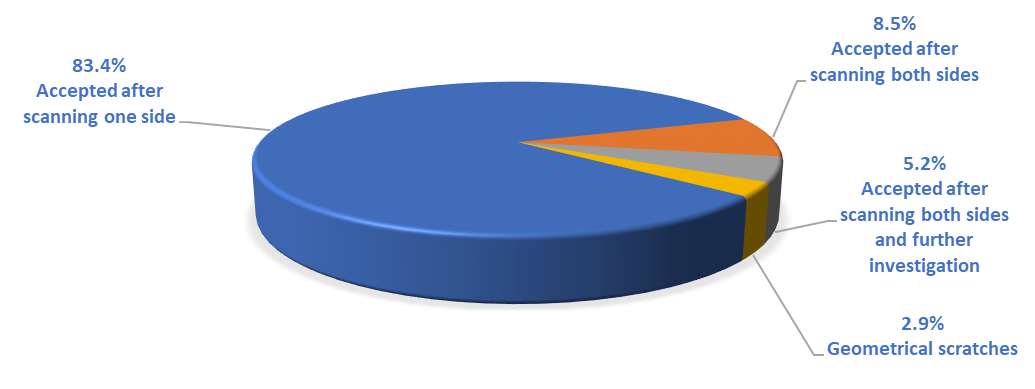 83.4%
Accepted after
scanning one side
8.5%
Accepted after
scanning both sides
5.2%
Accepted after
scanning both sides
and further
investigation
2.9%
Geometrical scratches